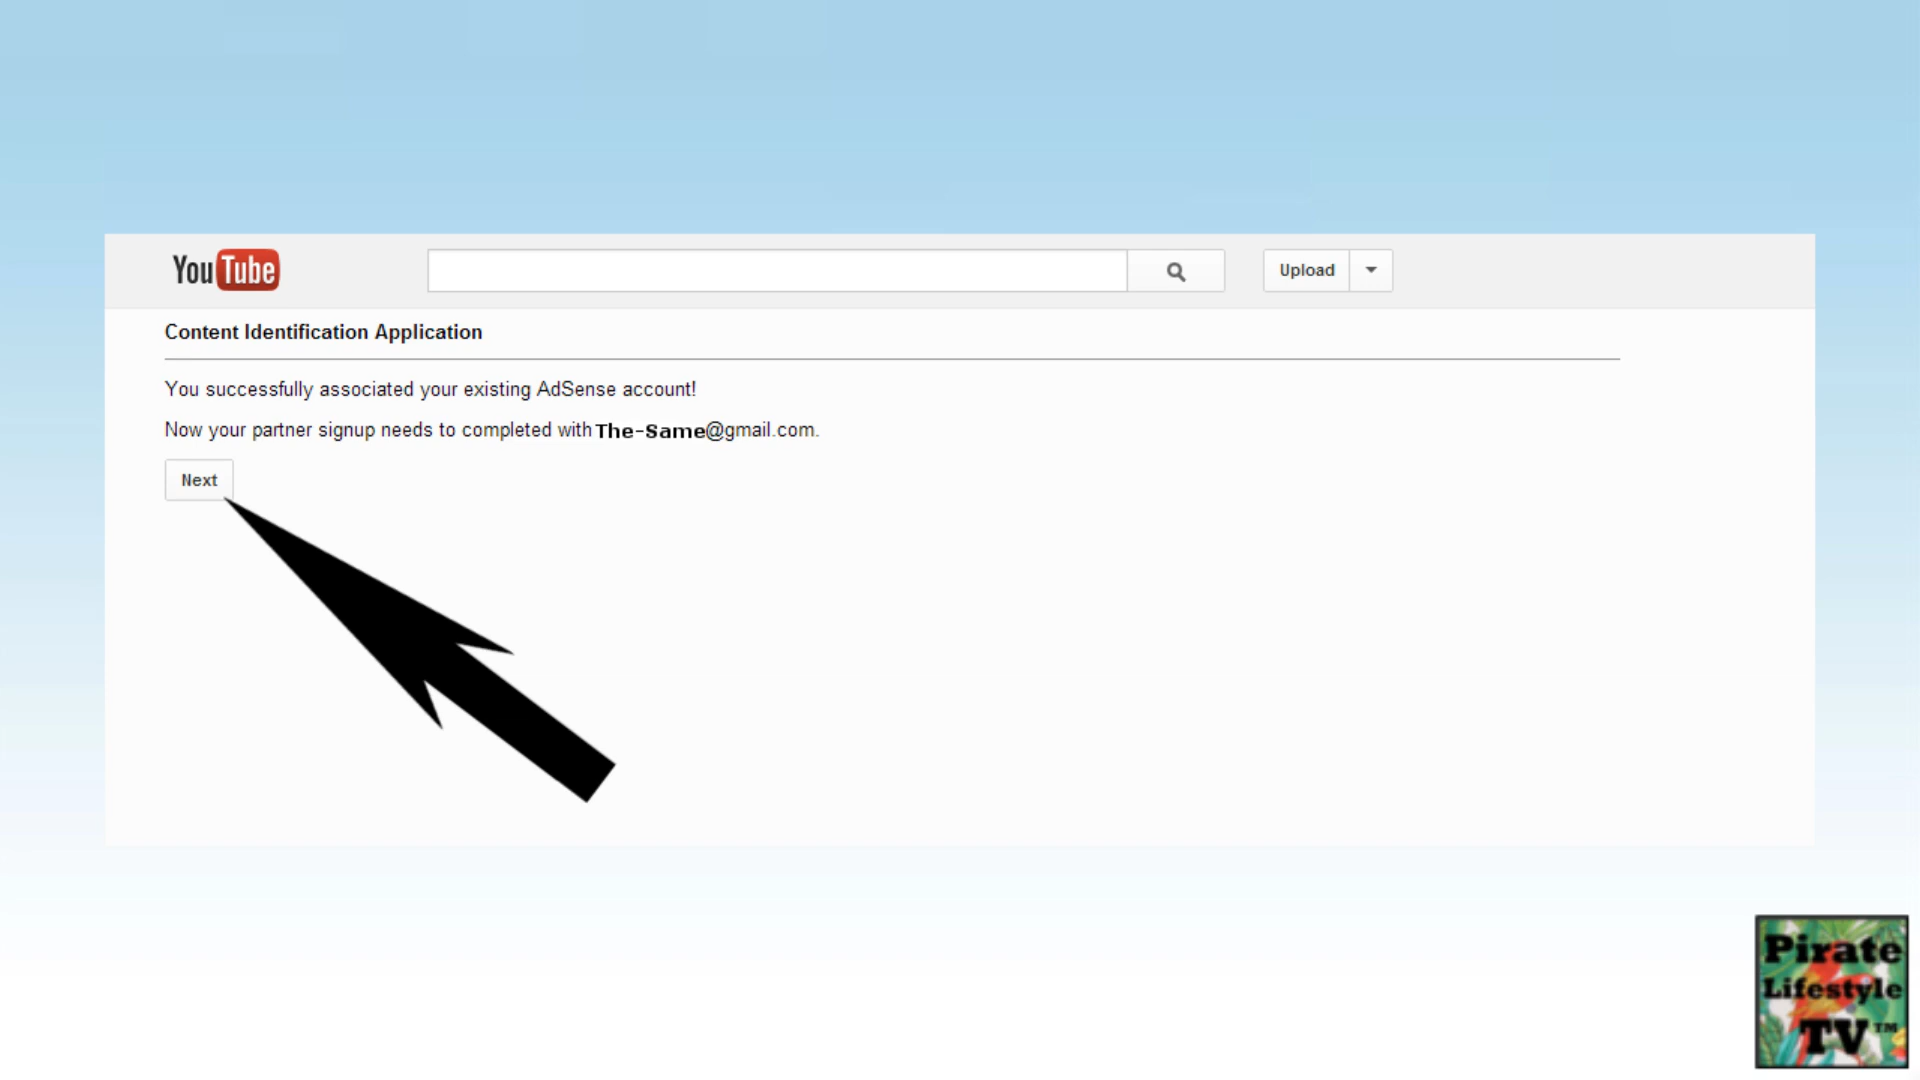 YouTube
Upload
Content Identification Application
You successfully associated your existing AdSense account!
Now your partner signup needs to completed with The-Same@gmail.com.
Next
Pirate
Lifestyle
TV™